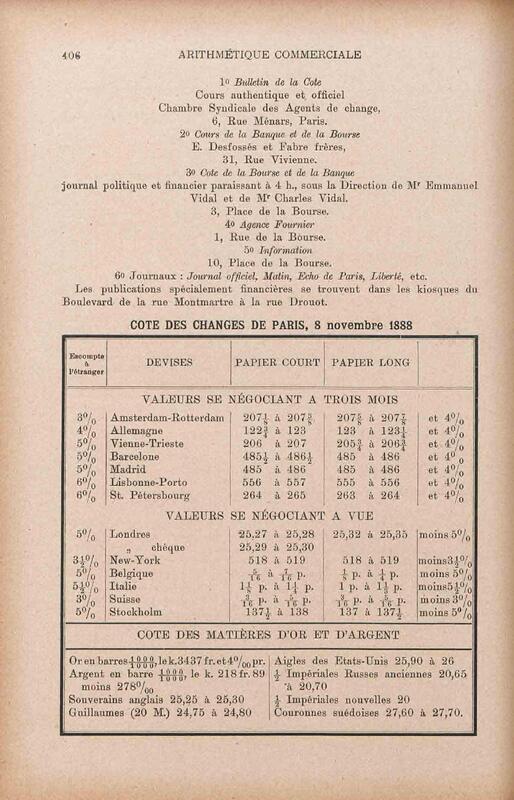 406 ARITHMÉTIQUE COMMERCIALE
1o Bulletin de la Cote
Cours authentique et officiel
Chambre Syndicale des Agents de change,
6, Rue Ménars, Paris.
2o Cours de la Banque et de la Bourse
E. Desfossés et Fabre frères,
31, Rue Vivienne.
3o Cote de la Bourse et de la Banque
journal politique et financier paraissant à 4 h., sous la Direction de Mr Emmanuel
Vidal et de Mr Charles Vidal.
3, Place de la Bourse.
4o Agence Fournier
1, Rue de la Bourse.
5o Information
10, Place de la Bourse.
6o Journaux : Journal officiel, Matin, Echo de Paris, Liberté, etc.
Les publications spécialement financières se trouvent dans les kiosques du
Boulevard de la rue Montmartre à la rue Drouot.
COTE DES CHANGES DE PARIS, 8 novembre 1888
Escompte à l'étranger DEVISES PAPIER COURT PAPIER LONG
VALEURS SE NÉGOCIANT A TROIS MOIS
3% Amsterdam-Rotterdam 207½ à 207⅜ 207⅝ à 207⅞ et 4%
4% Allemagne 122¾ à 123 123 à 123½ et 4%
5% Vienne-Trieste 206 à 207 205¾ à 206¾ et 4%
5% Barcelone 485½ à 486½ 485 à 486 et 4%
5% Madrid 485 à 486 485 à 486 et 4%
6% Lisbonne-Porto 556 à 557 555 à 556 et 4%
6% St. Pétersbourg 264 à 265 263 à 264 et 4%
VALEURS SE NÉGOCIANT A VUE
5% Londres 25,27 à 25,28 25,32 à 25,35 moins 5%
„ chèque 25,29 à 25,30
3½% New-York 518 à 519 518 à 519 moins 3½%
5% Belgique 5/16 à 7/16 p. ⅛ p. à ¼ p. moins 5%
5½% Italie 1⅛ p. à 1¼ p. 1 p. à p. moins 5½%
3% Suisse 3/16 p. à 5/16 p. 3/16 p. à 5/16 p. moins 3%
5% Stockholm 137½ à 138 137 à 137½ moins 5%
COTE DES MATIÈRES D'OR ET D'ARGENT
Or en barres 1000/1000, le k. 3437 fr. et 4 0/00 pr.
Argent en barre 1000/1000, le k. 218 fr. 89
moins 278 0/00
Souverains anglais 25,25 à 25,30
Guillaumes (20 M.) 24,75 à 24,80
Aigles des Etats-Unis 25,90 à 26
½ Impériales Russes anciennes 20,65
à 20,70
½ Impériales nouvelles 20
Couronnes suédoises 27,60 à 27,70.